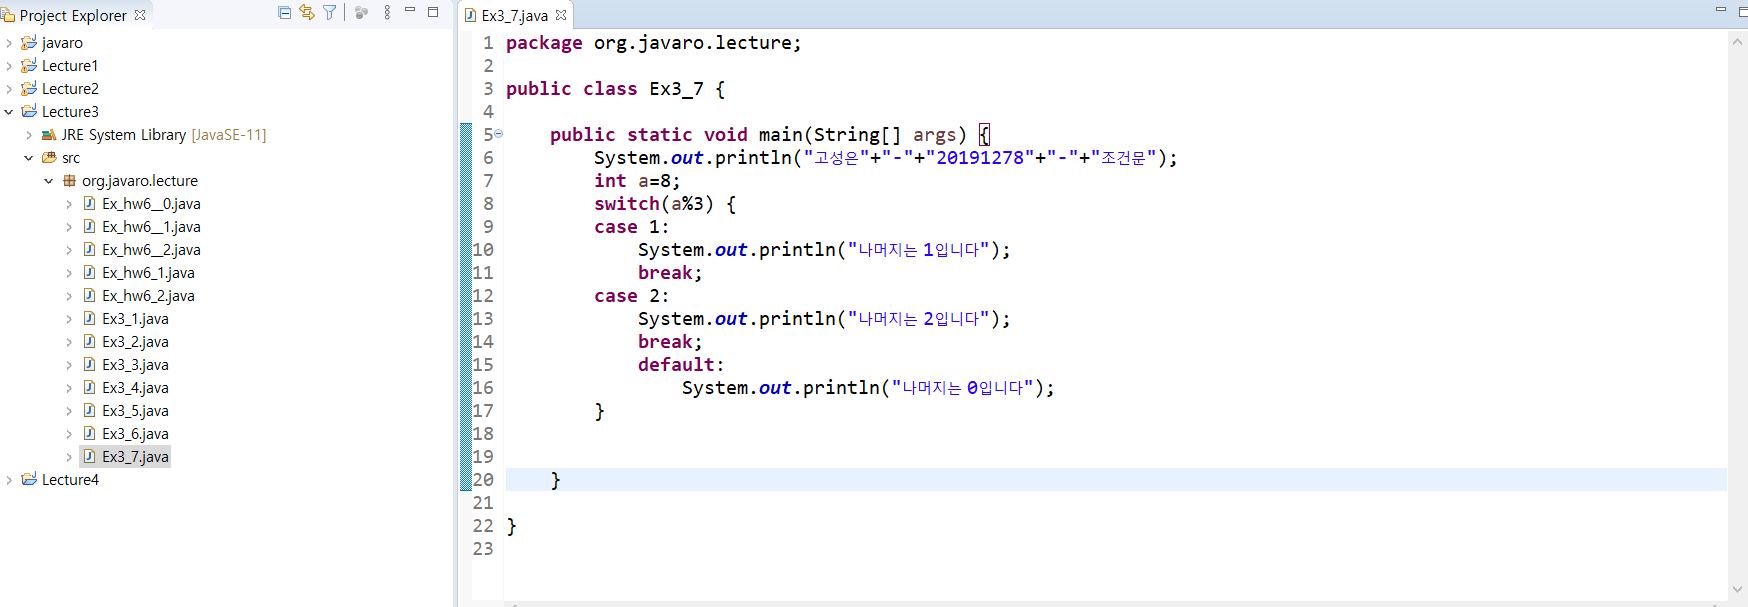 Project Explorer
javaro
Lecture1
Lecture2
Lecture3
JRE System Library [JavaSE-11]
src
org.javaro.lecture
Ex_hw6__0.java
Ex_hw6__1.java
Ex_hw6__2.java
Ex_hw6_1.java
Ex_hw6_2.java
Ex3_1.java
Ex3_2.java
Ex3_3.java
Ex3_4.java
Ex3_5.java
Ex3_6.java
Ex3_7.java
Lecture4
Ex3_7.java
1 package org.javaro.lecture;
2
3 public class Ex3_7 {
4
5 public static void main(String[] args) {
6 System.out.println("고성은"+"-"+"20191278"+"-"+"조건문");
7 int a=8;
8 switch(a%3) {
9 case 1:
10 System.out.println("나머지는 1입니다");
11 break;
12 case 2:
13 System.out.println("나머지는 2입니다");
14 break;
15 default:
16 System.out.println("나머지는 0입니다");
17 }
18
19
20 }
21
22 }
23